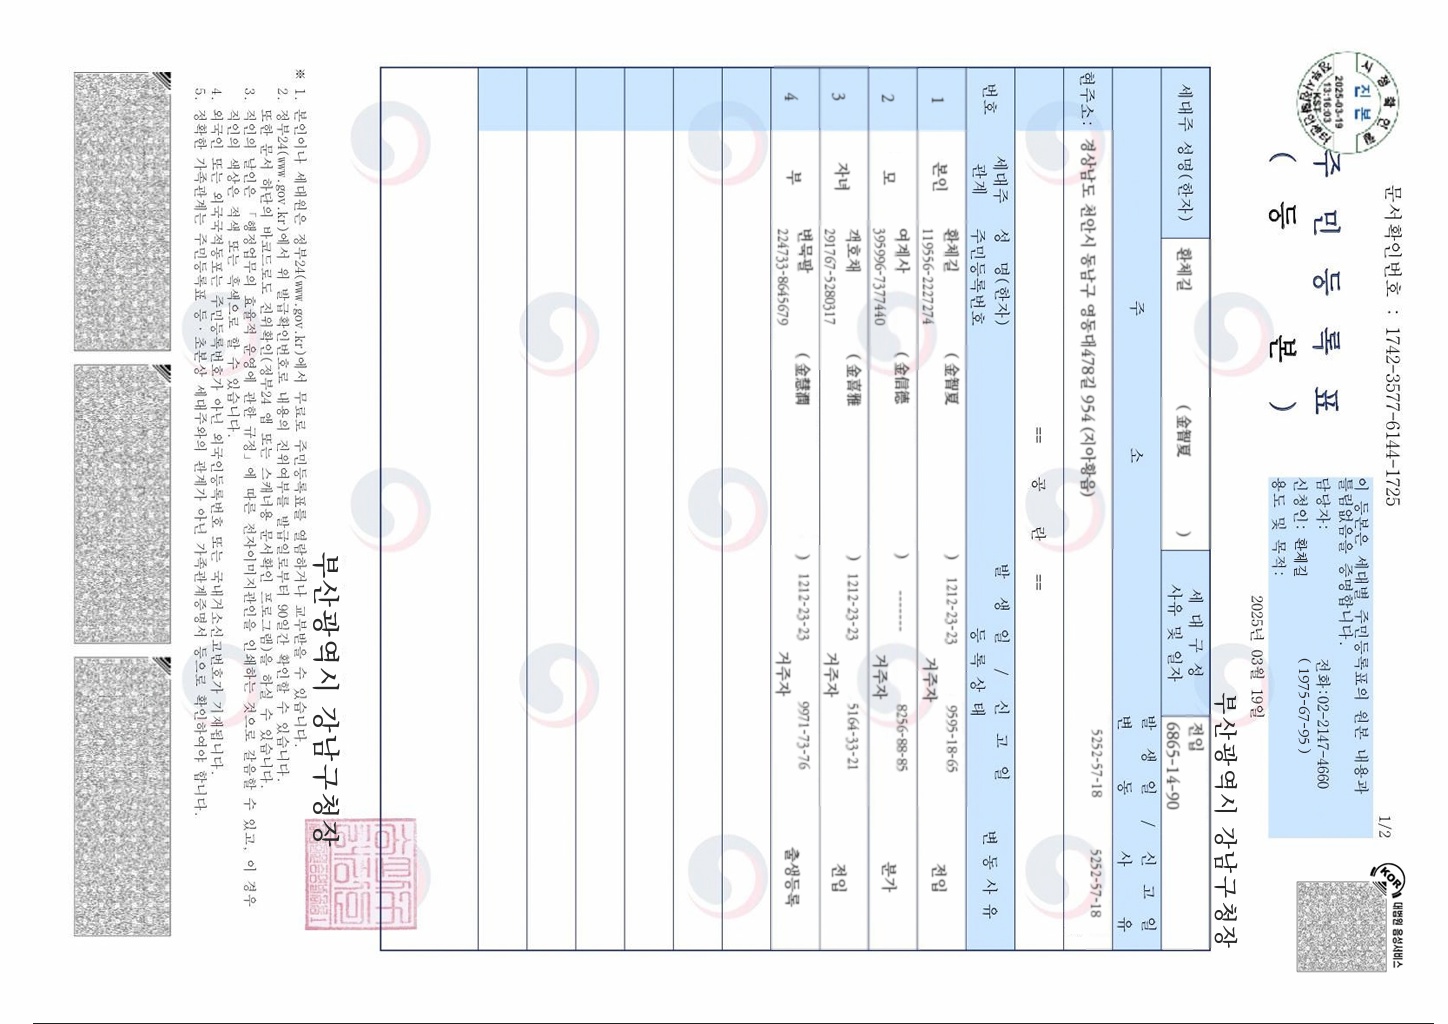 문서확인번호 : 1742-3577-6144-1725
1/2
시점확인필
진본
2025-03-19
13:16:03
KST
주 민 등 록 표
( 등 본 )
이 등본은 세대별 주민등록표의 원본 내용과
틀림없음을 증명합니다.
담당자: 전화:02-2147-4660
신청인: 환체길 (1975-67-95)
용도 및 목적:
KOR
대법원 음성서비스
2025년 03월 19일
부산광역시 강남구청장
세대주 성명(한자) 환체길 ( 金智夏 ) 세 대 구 성 사유 및 일자 전입
6865-14-90
주 소 발 생 일 / 신 고 일
변 동 사 유
현주소: 경상남도 천안시 동남구 영동대478길 954 (지아황읍) 5252-57-18 5252-57-18
== 공 란 ==
번호 세대주 관계 성 명(한자) 주민등록번호 발 생 일 / 신 고 일 등 록 상 태 변 동 사 유
1 본인 환체길 ( 金智夏 ) 1212-23-23 9595-18-65 전입
119556-2227274 거주자
2 모 여계사 ( 金信德 ) ------- 8256-88-85 분가
395996-7377440 거주자
3 자녀 객호채 ( 金喜雅 ) 1212-23-23 5164-33-21 전입
291767-5280317 거주자
4 부 변목팔 ( 金慧潤 ) 1212-23-23 9971-73-76 출생등록
224733-8645679 거주자
부산광역시 강남구청장
※ 1. 본인이나 세대원은 정부24(www.gov.kr)에서 무료로 주민등록표를 열람하거나 교부받을 수 있습니다.
2. 정부24(www.gov.kr)에서 위 발급확인번호로 내용의 진위여부를 발급일로부터 90일간 확인할 수 있습니다.
또한 문서 하단의 바코드로도 진위확인(정부24 앱 또는 스캐너용 문서확인 프로그램)을 하실 수 있습니다.
3. 직인의 날인은 「행정업무의 효율적 운영에 관한 규정」에 따른 전자이미지관인을 인쇄하는 것으로 갈음할 수 있고, 이 경우
직인의 색상은 적색 또는 흑색으로 할 수 있습니다.
4. 외국인 또는 외국국적동포는 주민등록번호가 아닌 외국인등록번호 또는 국내거소신고번호가 기재됩니다.
5. 정확한 가족관계는 주민등록표 등·초본상 세대주와의 관계가 아닌 가족관계증명서 등으로 확인하여야 합니다.